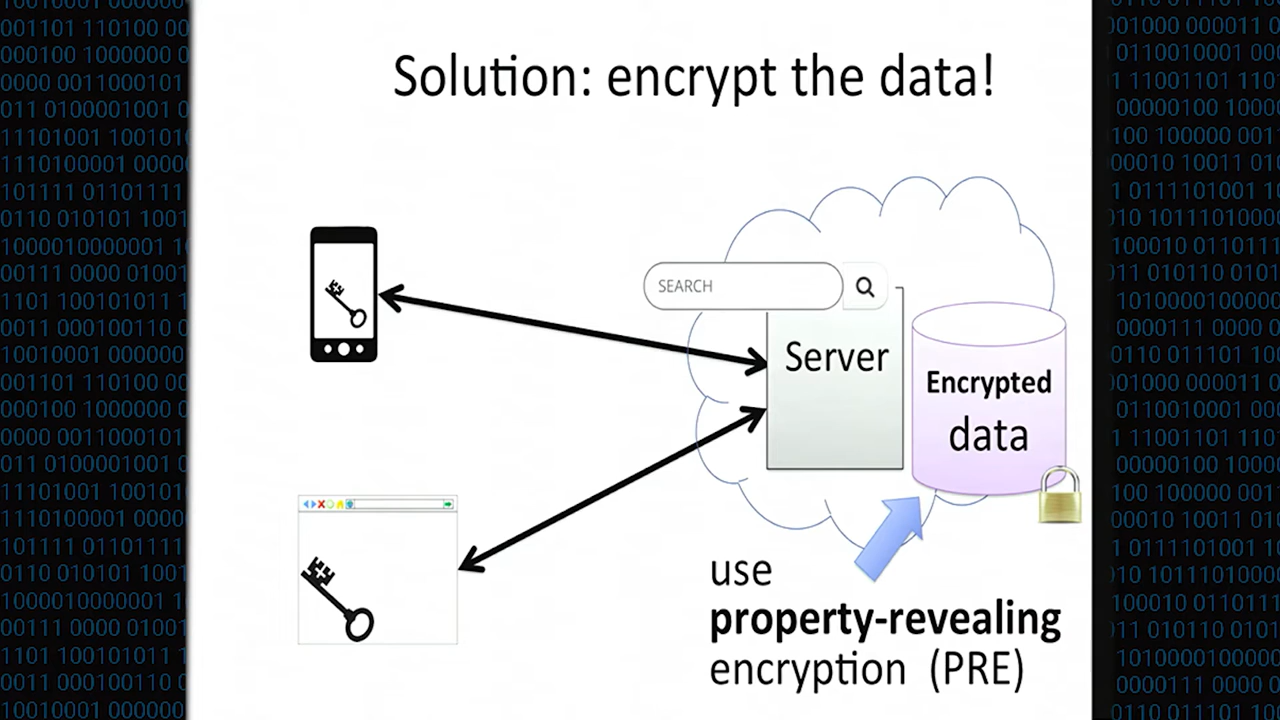 Solution: encrypt the data!
SEARCH
Server
Encrypted
data
use
property-revealing
encryption (PRE)